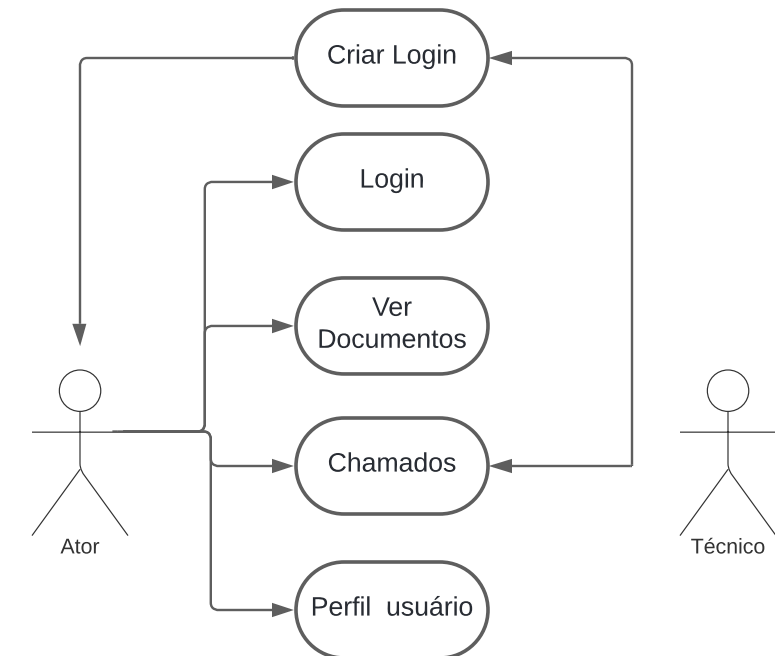 Criar Login
Login
Ver
Documentos
Chamados
Ator
Técnico
Perfil usuário